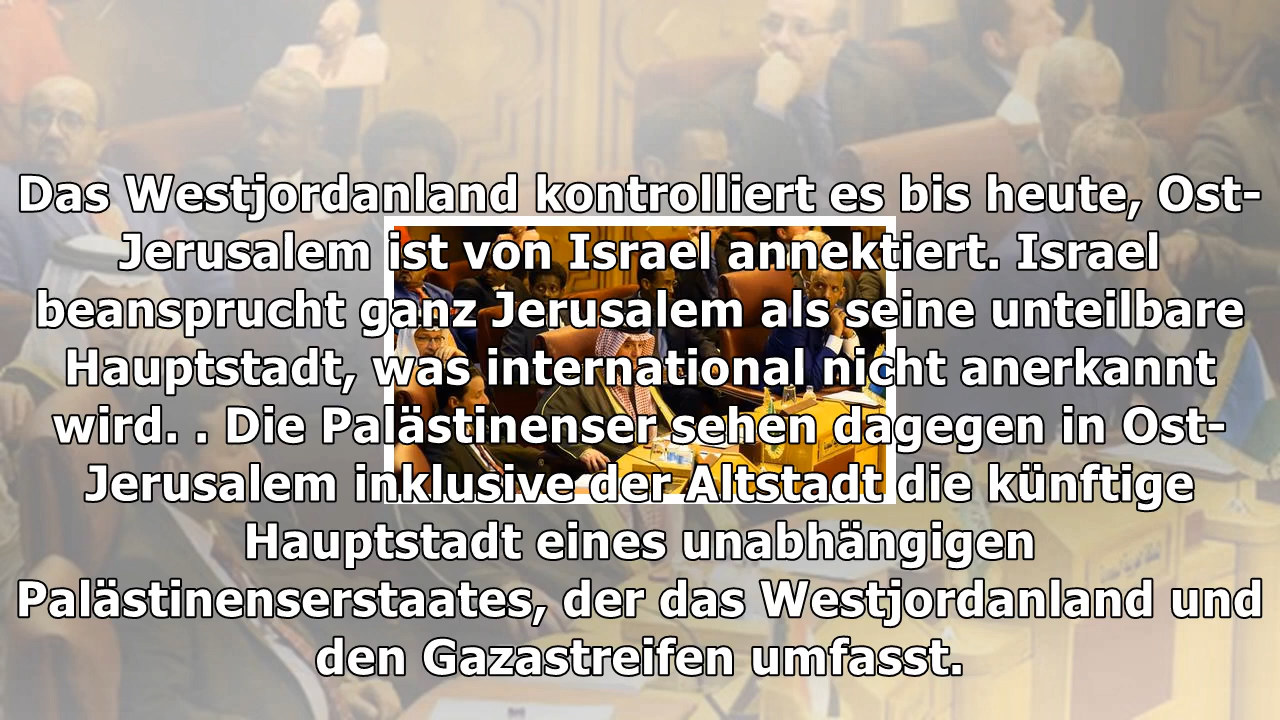 Das Westjordanland kontrolliert es bis heute, Ost-
Jerusalem ist von Israel annektiert. Israel
beansprucht ganz Jerusalem als seine unteilbare
Hauptstadt, was international nicht anerkannt
wird. . Die Palästinenser sehen dagegen in Ost-
Jerusalem inklusive der Altstadt die künftige
Hauptstadt eines unabhängigen
Palästinenserstaates, der das Westjordanland und
den Gazastreifen umfasst.